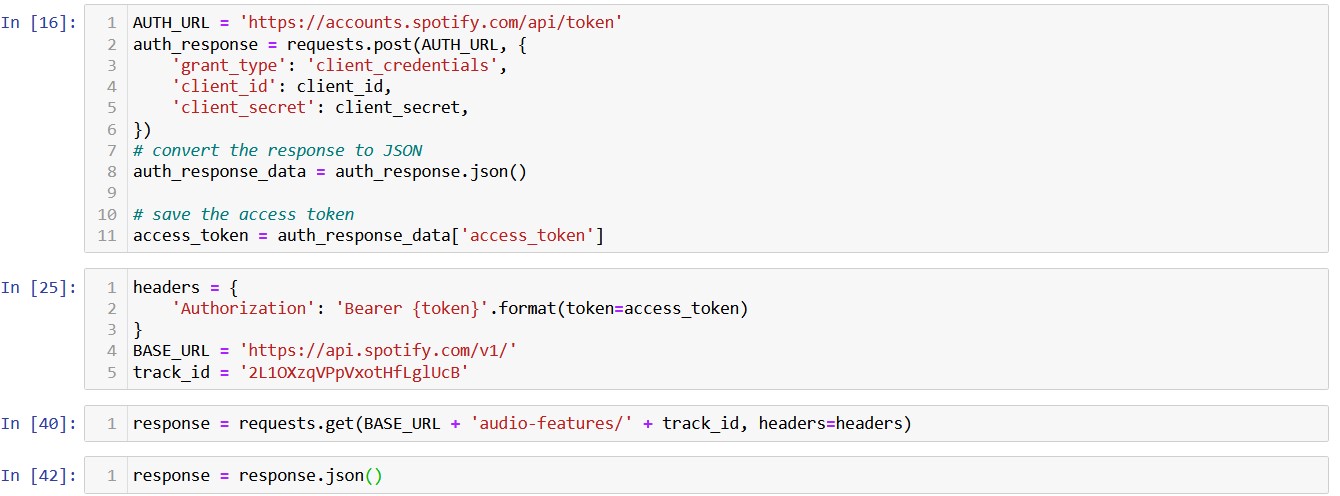 In [16]:
1 AUTH_URL = 'https://accounts.spotify.com/api/token'
2 auth_response = requests.post(AUTH_URL, {
3     'grant_type': 'client_credentials',
4     'client_id': client_id,
5     'client_secret': client_secret,
6 })
7 # convert the response to JSON
8 auth_response_data = auth_response.json()
9
10 # save the access token
11 access_token = auth_response_data['access_token']
In [25]:
1 headers = {
2     'Authorization': 'Bearer {token}'.format(token=access_token)
3 }
4 BASE_URL = 'https://api.spotify.com/v1/'
5 track_id = '2L1OXzqVPpVxotHfLglUcB'
In [40]:
1 response = requests.get(BASE_URL + 'audio-features/' + track_id, headers=headers)
In [42]:
1 response = response.json()